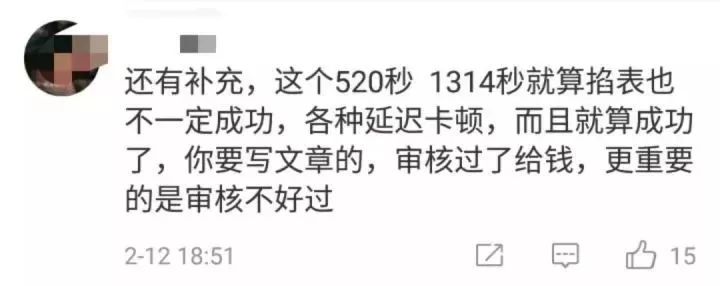 还有补充，这个520秒 1314秒就算掐表也
不一定成功，各种延迟卡顿，而且就算成功
了，你要写文章的，审核过了给钱，更重要
的是审核不好过
2-12 18:51
15